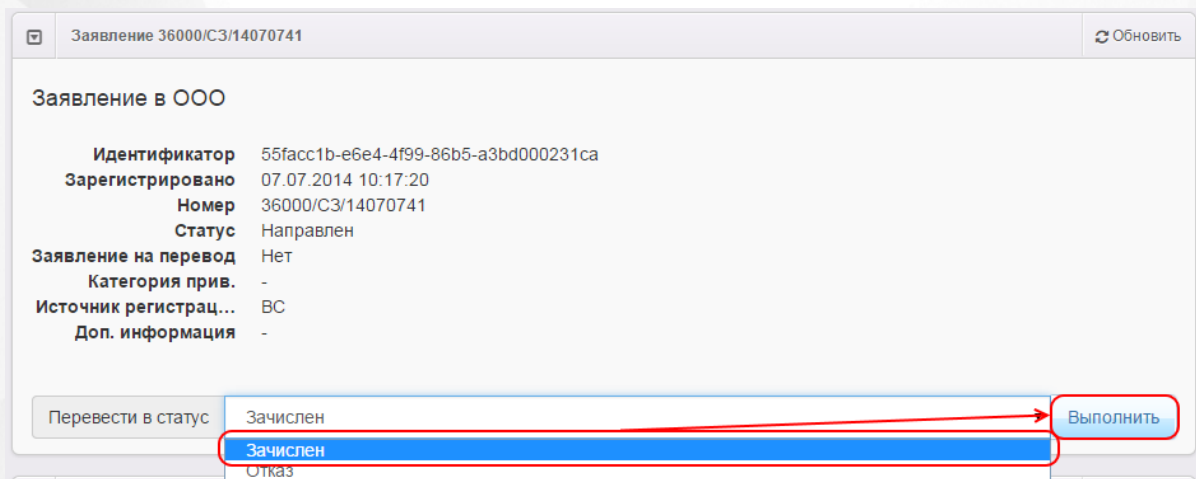 Заявление 36000/СЗ/14070741 Обновить
Заявление в ООО
Идентификатор 55facc1b-e6e4-4f99-86b5-a3bd000231ca
Зарегистрировано 07.07.2014 10:17:20
Номер 36000/СЗ/14070741
Статус Направлен
Заявление на перевод Нет
Категория прив. -
Источник регистрац... ВС
Доп. информация -
Перевести в статус Зачислен Выполнить
Зачислен
Отказ